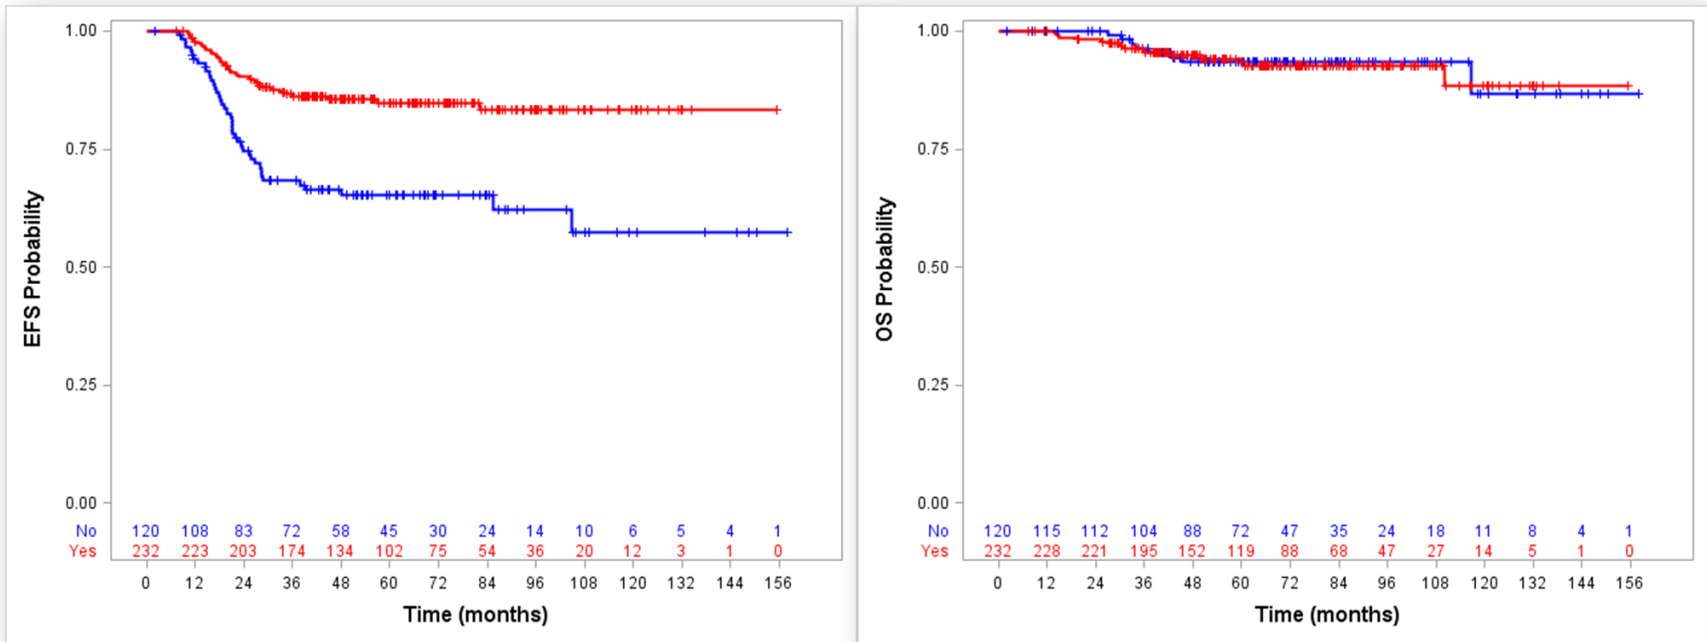 EFS Probability
1.00
0.75
0.50
0.25
0.00
No 120 108 83 72 58 45 30 24 14 10 6 5 4 1
Yes 232 223 203 174 134 102 75 54 36 20 12 3 1 0
0 12 24 36 48 60 72 84 96 108 120 132 144 156
Time (months)
OS Probability
1.00
0.75
0.50
0.25
0.00
No 120 115 112 104 88 72 47 35 24 18 11 8 4 1
Yes 232 228 221 195 152 119 88 68 47 27 14 5 1 0
0 12 24 36 48 60 72 84 96 108 120 132 144 156
Time (months)